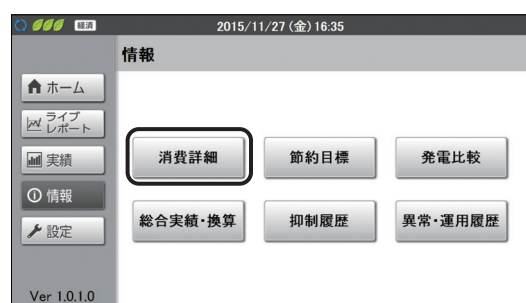 経済
2015/11/27 (金) 16:35
情報
ホーム
ライブ
レポート
実績
情報
設定
Ver 1.0.1.0
消費詳細
節約目標
発電比較
総合実績・換算
抑制履歴
異常・運用履歴